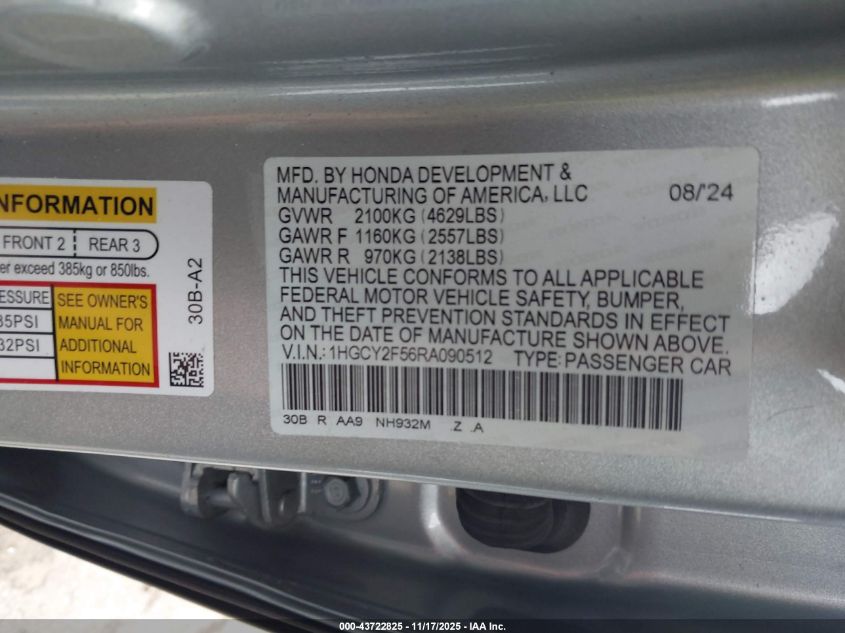 NFORMATION
FRONT 2 REAR 3
er exceed 385kg or 850lbs.
ESSURE
35PSI
32PSI
SEE OWNER'S
MANUAL FOR
ADDITIONAL
INFORMATION
30B-A2
MFD. BY HONDA DEVELOPMENT &
MANUFACTURING OF AMERICA, LLC 08/'24
GVWR 2100KG (4629LBS)
GAWR F 1160KG (2557LBS)
GAWR R 970KG (2138LBS)
THIS VEHICLE CONFORMS TO ALL APPLICABLE
FEDERAL MOTOR VEHICLE SAFETY, BUMPER,
AND THEFT PREVENTION STANDARDS IN EFFECT
ON THE DATE OF MANUFACTURE SHOWN ABOVE.
V.I.N.: 1HGCY2F56RA090512 TYPE: PASSENGER CAR
30B R AA9 NH932M .Z .A
000-43722825 - 11/17/2025 - IAA Inc.